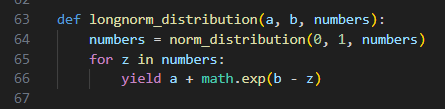 63 def longnorm_distribution(a, b, numbers):
64     numbers = norm_distribution(0, 1, numbers)
65     for z in numbers:
66         yield a + math.exp(b - z)
67